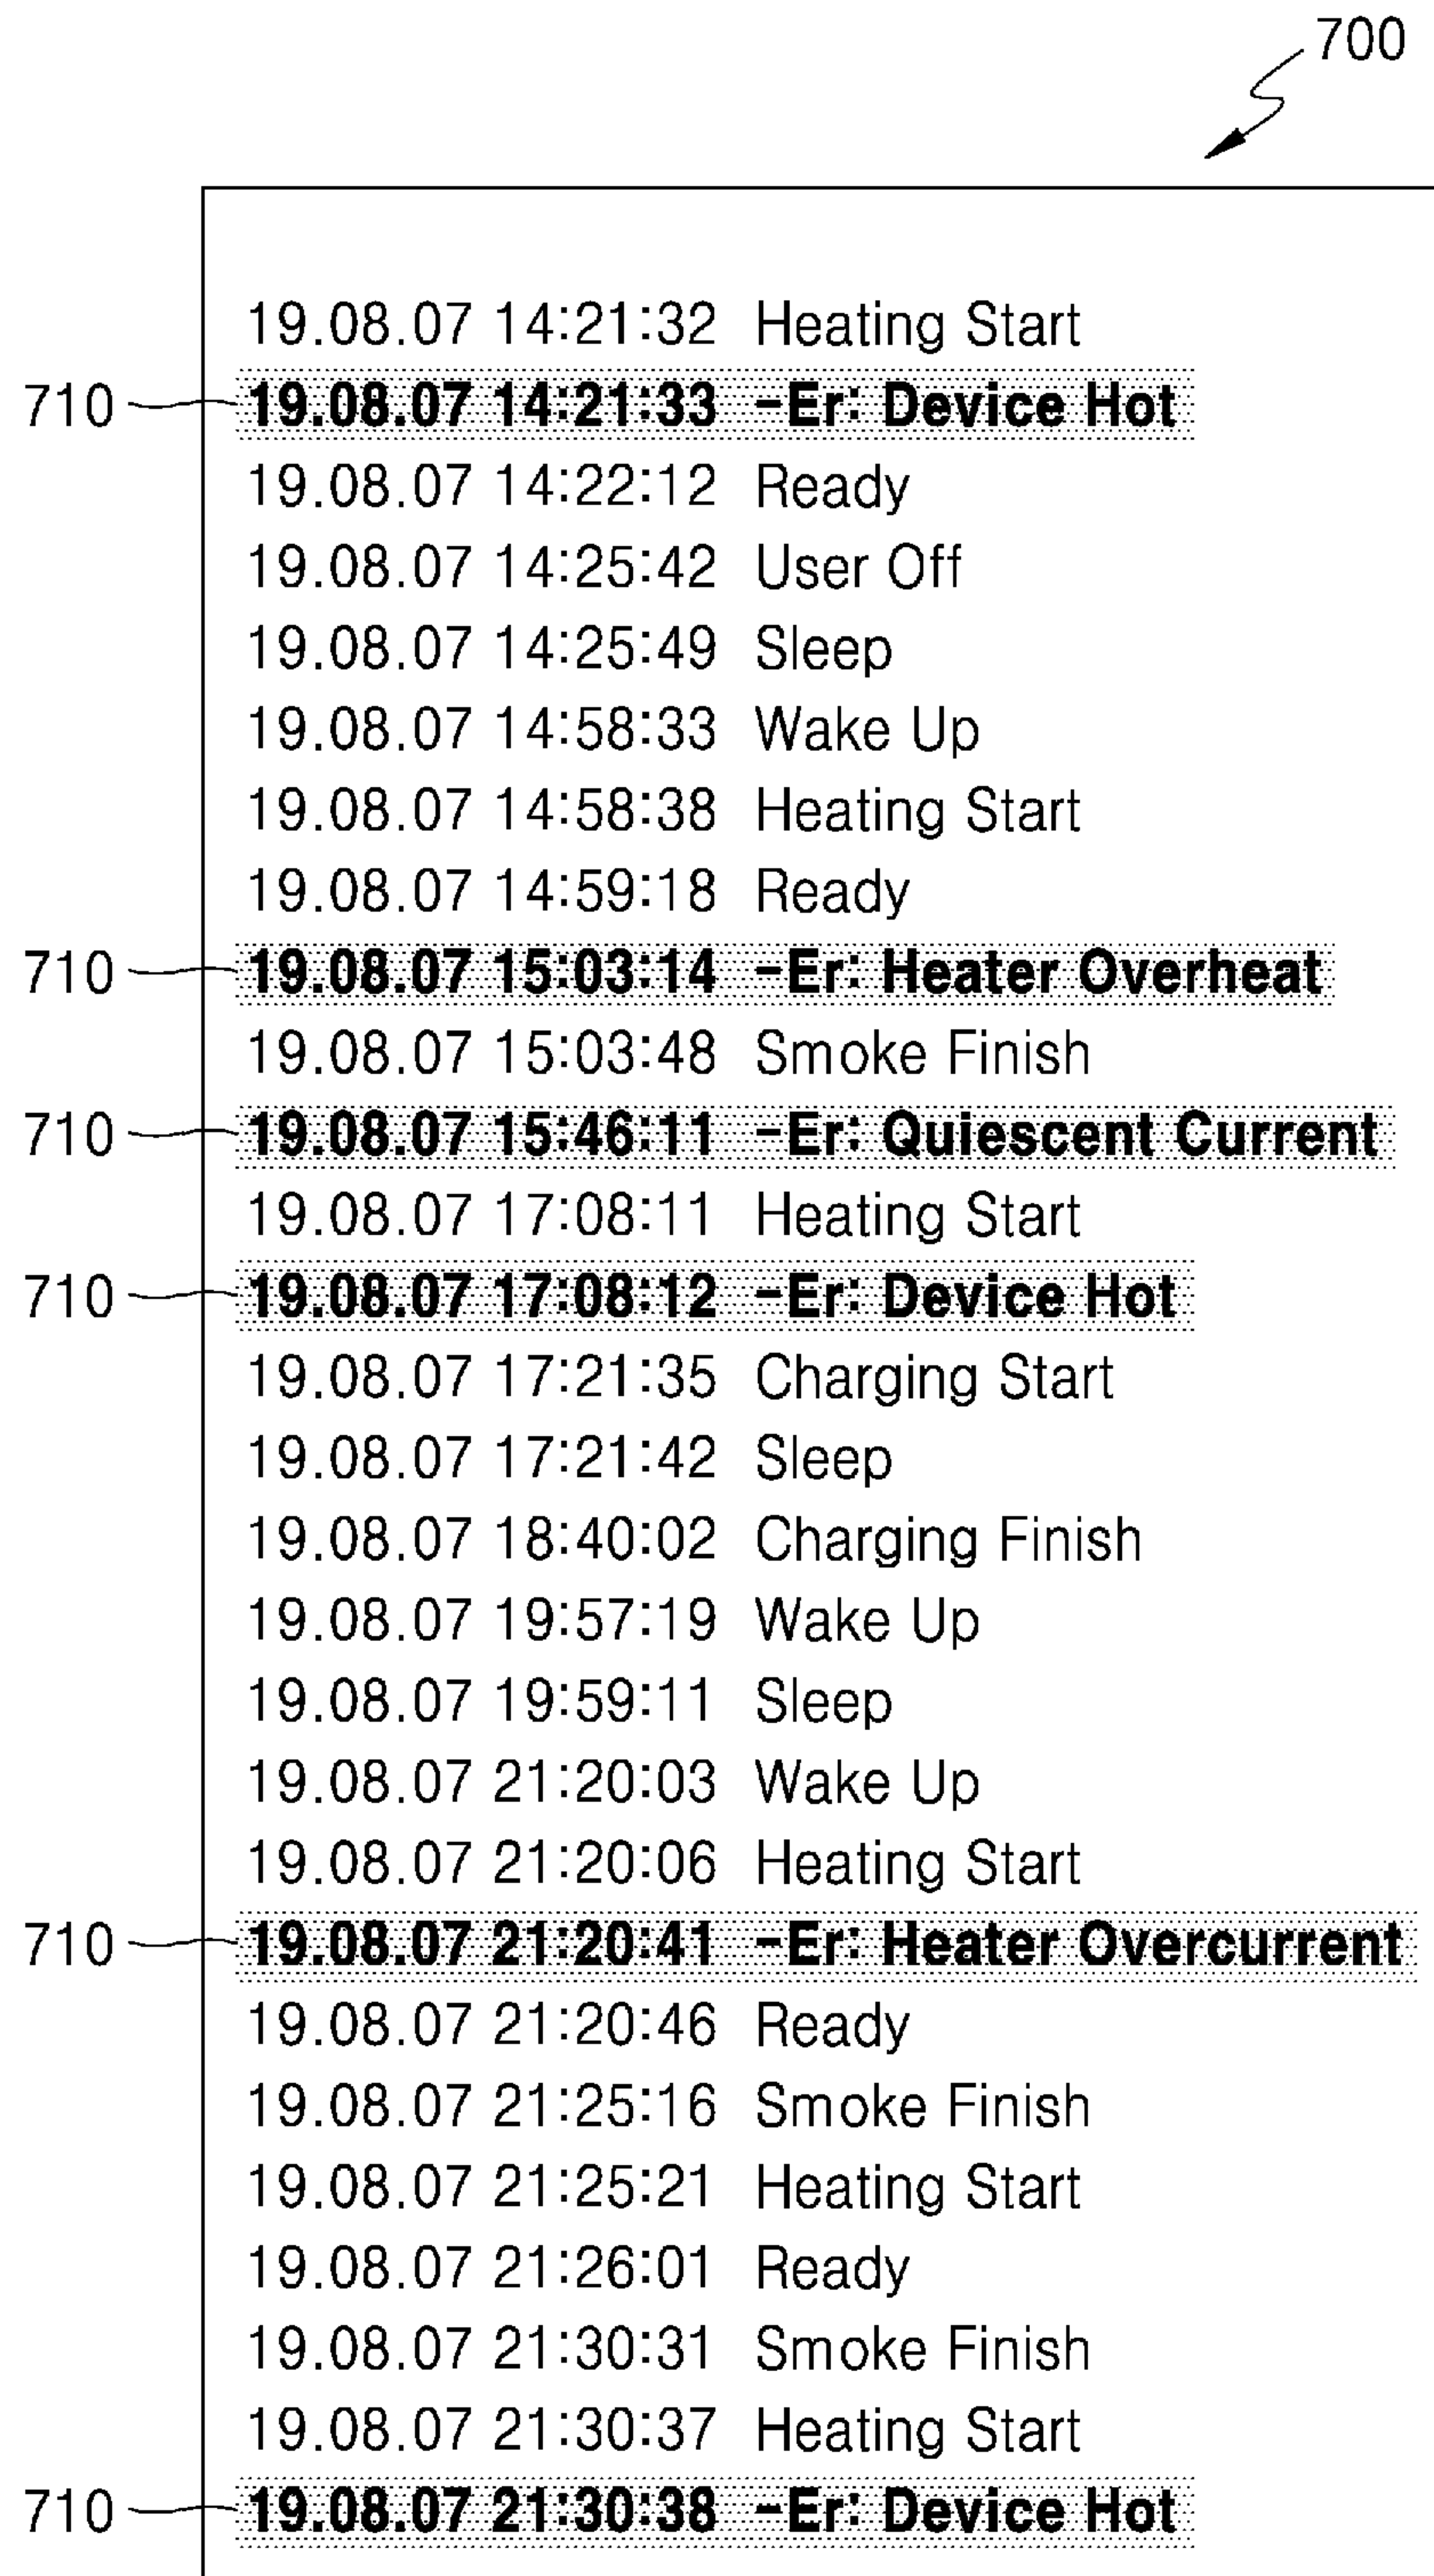 700
19.08.07 14:21:32 Heating Start
710 19.08.07 14:21:33 -Er: Device Hot
19.08.07 14:22:12 Ready
19.08.07 14:25:42 User Off
19.08.07 14:25:49 Sleep
19.08.07 14:58:33 Wake Up
19.08.07 14:58:38 Heating Start
19.08.07 14:59:18 Ready
710 19.08.07 15:03:14 -Er: Heater Overheat
19.08.07 15:03:48 Smoke Finish
710 19.08.07 15:46:11 -Er: Quiescent Current
19.08.07 17:08:11 Heating Start
710 19.08.07 17:08:12 -Er: Device Hot
19.08.07 17:21:35 Charging Start
19.08.07 17:21:42 Sleep
19.08.07 18:40:02 Charging Finish
19.08.07 19:57:19 Wake Up
19.08.07 19:59:11 Sleep
19.08.07 21:20:03 Wake Up
19.08.07 21:20:06 Heating Start
710 19.08.07 21:20:41 -Er: Heater Overcurrent
19.08.07 21:20:46 Ready
19.08.07 21:25:16 Smoke Finish
19.08.07 21:25:21 Heating Start
19.08.07 21:26:01 Ready
19.08.07 21:30:31 Smoke Finish
19.08.07 21:30:37 Heating Start
710 19.08.07 21:30:38 -Er: Device Hot